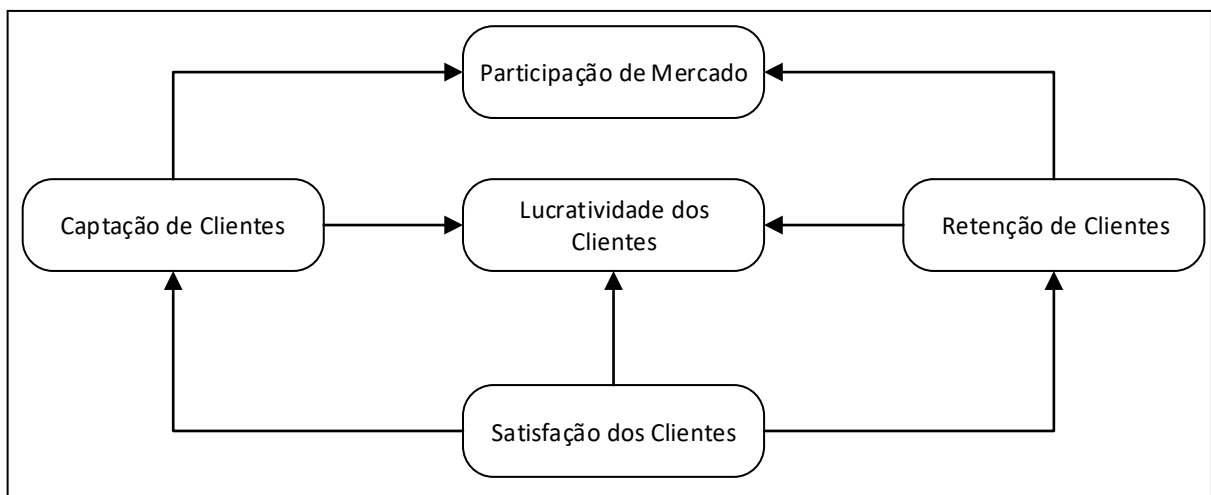 Participação de Mercado
Captação de Clientes
Lucratividade dos
Clientes
Retenção de Clientes
Satisfação dos Clientes